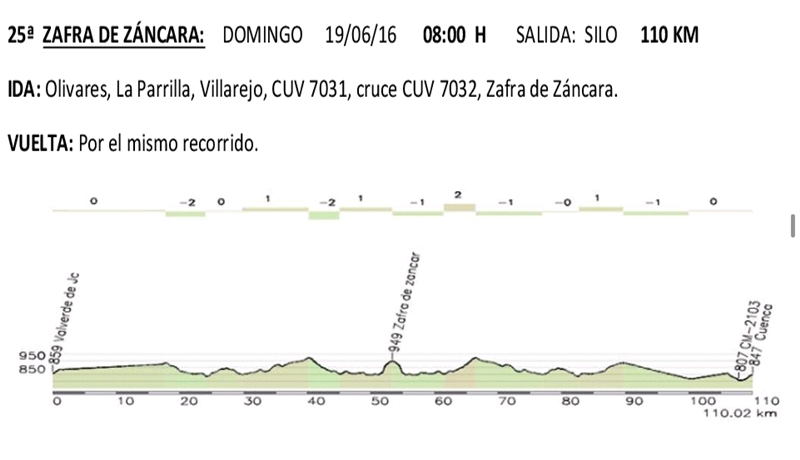 25ª ZAFRA DE ZÁNCARA: DOMINGO 19/06/16 08:00 H SALIDA: SILO 110 KM
IDA: Olivares, La Parrilla, Villarejo, CUV 7031, cruce CUV 7032, Zafra de Záncara.
VUELTA: Por el mismo recorrido.
0 -2 0 1 -2 1 -1 2 -1 -0 1 -1 0
859 Valverde de Jc
949 Zafra de zancar
807 CM-2103
847 Cuenca
950
850
0 10 20 30 40 50 60 70 80 90 100 110
110.02 km